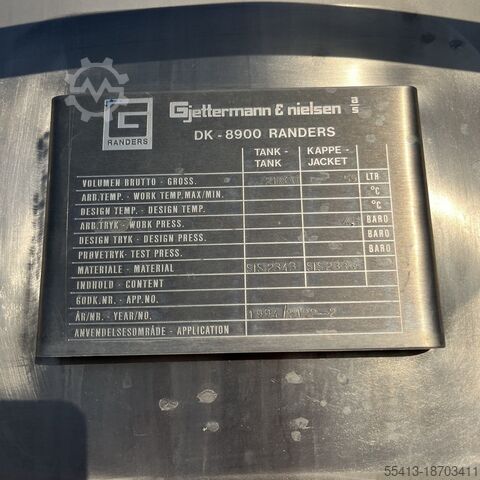 G
RANDERS
Gjettermann & nielsen a/s
DK - 8900 RANDERS
TANK - TANK
KAPPE - JACKET
VOLUMEN BRUTTO - GROSS. LTR
ARB.TEMP. - WORK TEMP.MAX/MIN. °C
DESIGN TEMP. - DESIGN TEMP. °C
ARB.TRYK - WORK PRESS. BARO
DESIGN TRYK - DESIGN PRESS. BARO
PRØVETRYK - TEST PRESS. BARO
MATERIALE - MATERIAL SIS2343
INDHOLD - CONTENT
GODK.NR. - APP.NO.
ÅR/NR. - YEAR/NO.
ANVENDELSESOMRÅDE - APPLICATION
55413-18703411